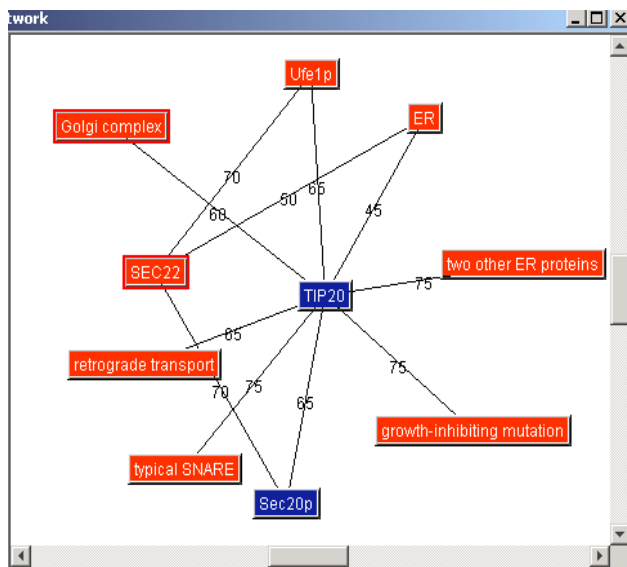 twork
Ufe1p
ER
Golgi complex
70
65
50
60
45
SEC22
two other ER proteins
75
TIP20
65
retrograde transport
75
75
70
65
growth-inhibiting mutation
typical SNARE
Sec20p